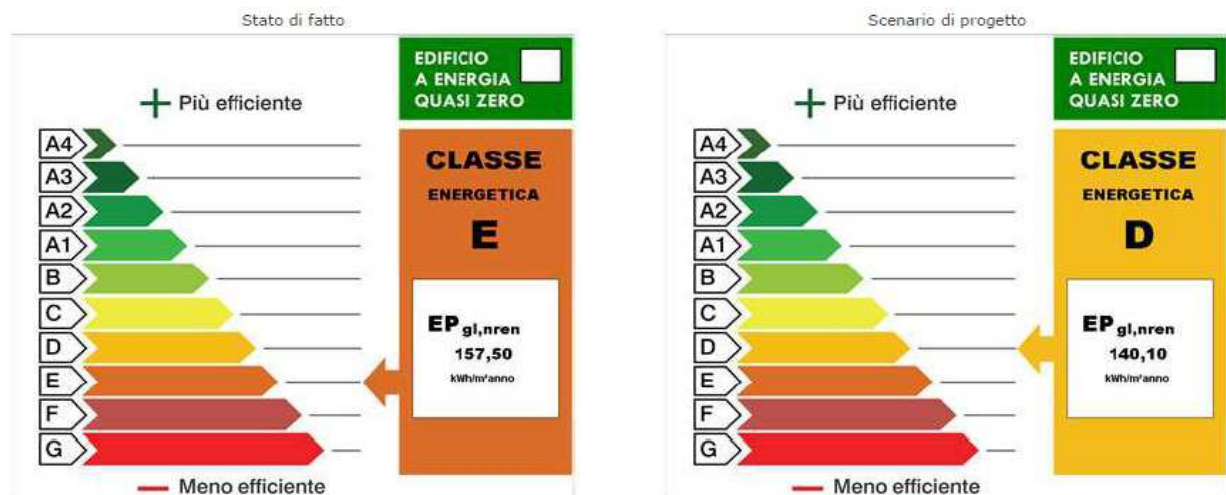 Stato di fatto
EDIFICIO
A ENERGIA
QUASI ZERO
Più efficiente
A4
A3
A2
A1
B
C
D
E
F
G
Meno efficiente
CLASSE
ENERGETICA
E
EP gl,nren
157,50
kWh/m²anno
Scenario di progetto
EDIFICIO
A ENERGIA
QUASI ZERO
Più efficiente
A4
A3
A2
A1
B
C
D
E
F
G
Meno efficiente
CLASSE
ENERGETICA
D
EP gl,nren
140,10
kWh/m²anno